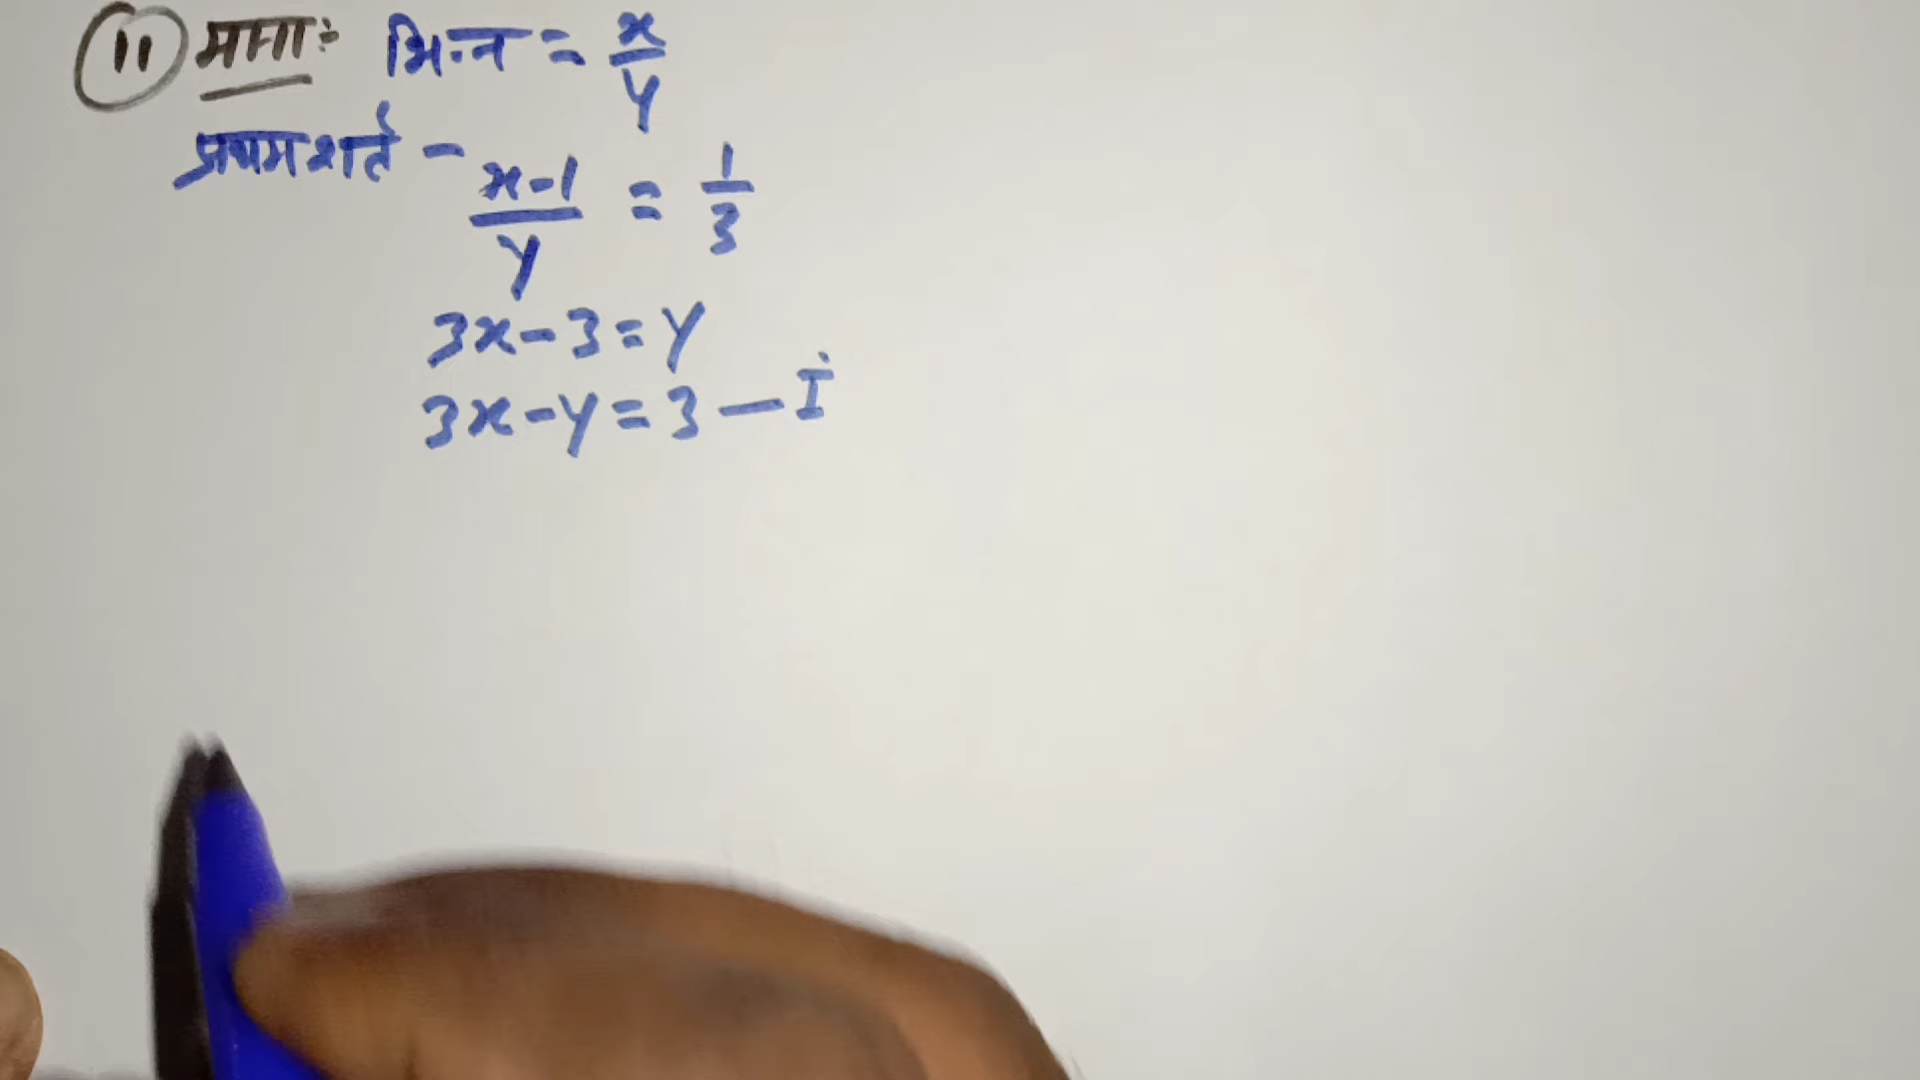 11 माना:- भिन्न = x/y
प्रथम शर्त - x-1/y = 1/3
3x-3=y
3x-y=3 — I